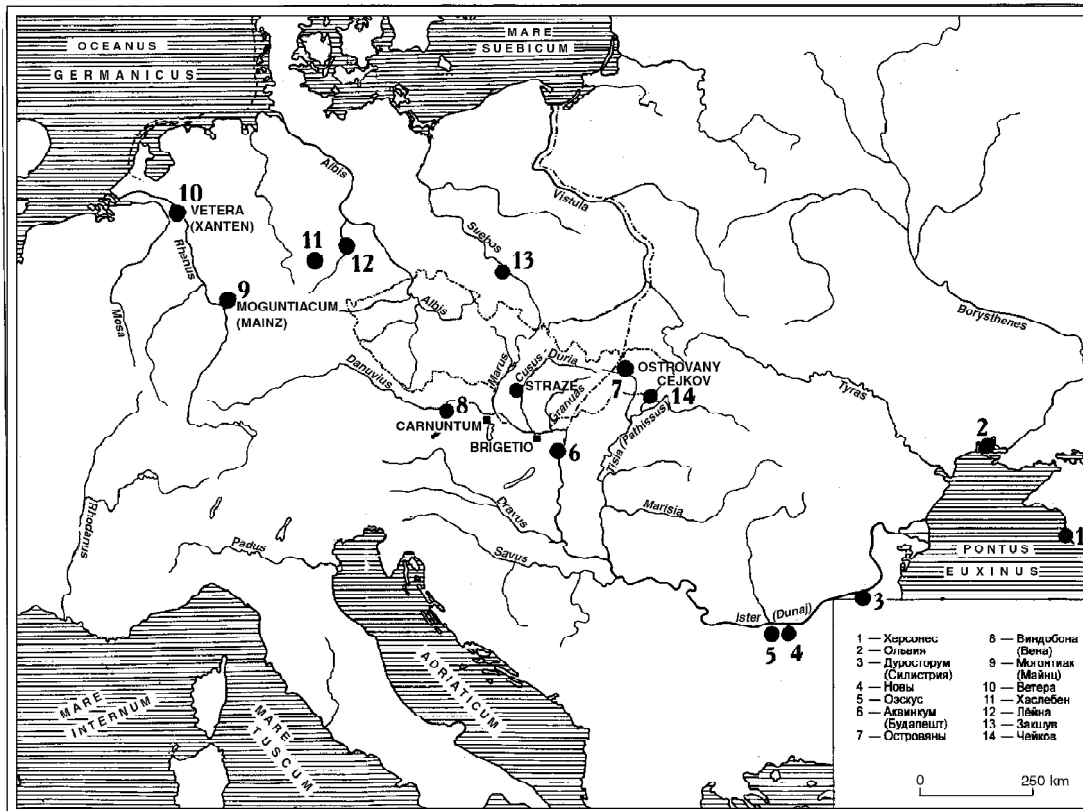 OCEANUS
GERMANICUS
MARE
SUEBICUM
Albis
Vistula
10
VETERA
(XANTEN)
Rhenus
Suebus
11
12
13
9
MOGUNTIACUM
(MAINZ)
Mosa
Albis
Borysthenes
Danuvius
Marus
Cusus
Duria
Granuas
STRAZE
7
OSTROVANY
CEJKOV
14
Tyras
8
CARNUNTUM
BRIGETIO
6
Tisia (Pathissus)
2
Dravus
Marisia
Rhodanus
Padus
Savus
1
PONTUS
EUXINUS
3
Ister (Dunaj)
5
4
MARE
INTERNUM
MARE
TUSCUM
ADRIATICUM
1 — Херсонес
2 — Ольвия
3 — Дуросторум
(Силистрия)
4 — Новы
5 — Оэскус
6 — Аквинкум
(Будапешт)
7 — Островяны
8 — Виндобона
(Вена)
9 — Могонтиак
(Майнц)
10 — Ветера
11 — Хаслебен
12 — Лёйна
13 — Закшув
14 — Чейков
0 250 km